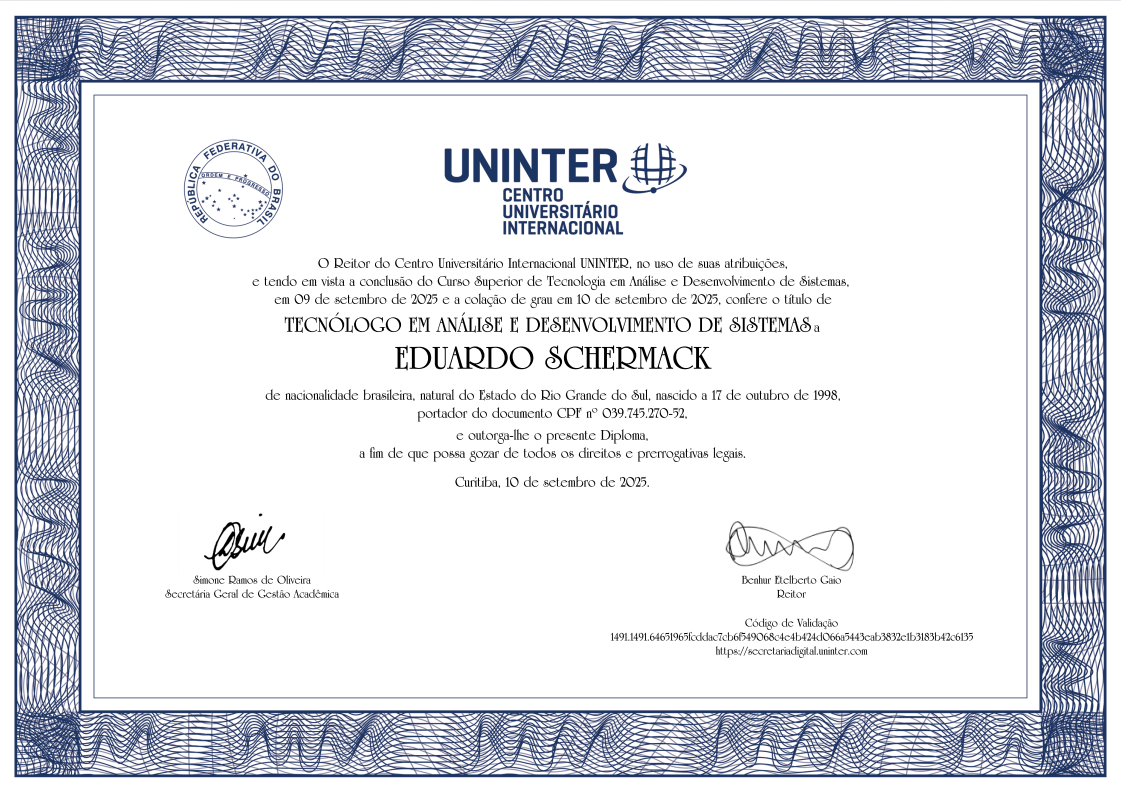 REPÚBLICA FEDERATIVA DO BRASIL
ORDEM E PROGRESSO
UNINTER
CENTRO
UNIVERSITÁRIO
INTERNACIONAL
O Reitor do Centro Universitário Internacional UNINTER, no uso de suas atribuições,
e tendo em vista a conclusão do Curso Superior de Tecnologia em Análise e Desenvolvimento de Sistemas,
em 09 de setembro de 2025 e a colação de grau em 10 de setembro de 2025, confere o título de
TECNÓLOGO EM ANÁLISE E DESENVOLVIMENTO DE SISTEMAS a
EDUARDO SCHERMACK
de nacionalidade brasileira, natural do Estado do Rio Grande do Sul, nascido a 17 de outubro de 1998,
portador do documento CPF nº 039.745.270-52,
e outorga-lhe o presente Diploma,
a fim de que possa gozar de todos os direitos e prerrogativas legais.
Curitiba, 10 de setembro de 2025.
Simone Ramos de Oliveira
Secretária Geral de Gestão Acadêmica
Benhur Etelberto Gaio
Reitor
Código de Validação
1491.1491.64651965fcddac7cb6f549068c4e4b424d066a5443eab3832e1b3183b42c6135
https://secretariadigital.uninter.com